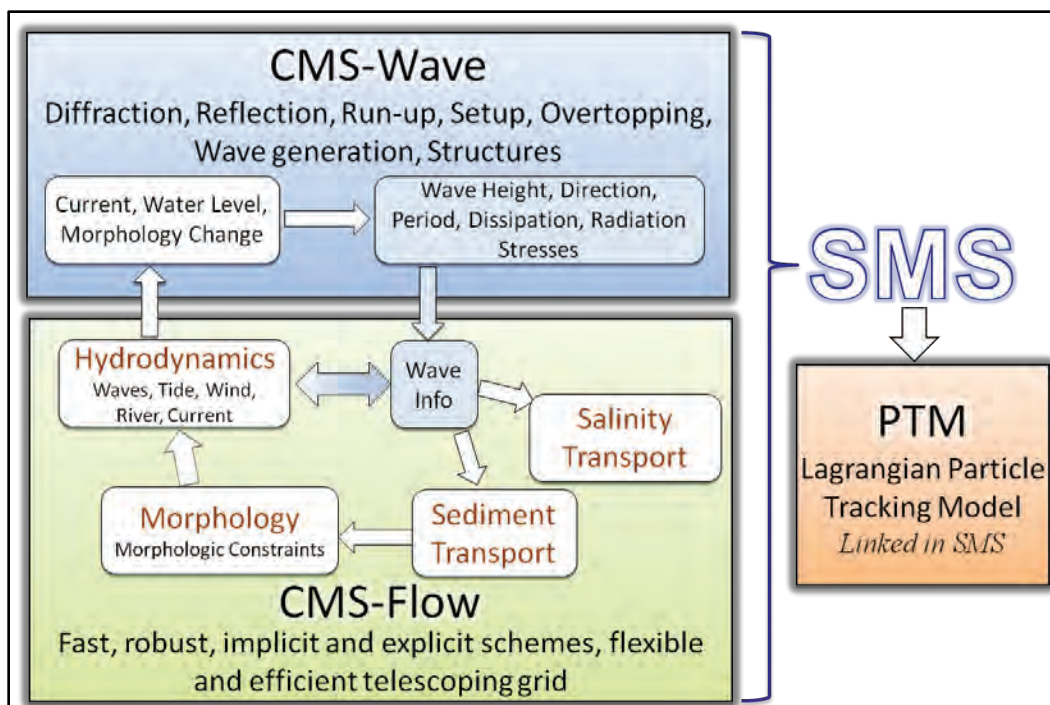 CMS-Wave
Diffraction, Reflection, Run-up, Setup, Overtopping,
Wave generation, Structures
Current, Water Level,
Morphology Change
Wave Height, Direction,
Period, Dissipation, Radiation
Stresses
Hydrodynamics
Waves, Tide, Wind,
River, Current
Wave
Info
Salinity
Transport
Morphology
Morphologic Constraints
Sediment
Transport
CMS-Flow
Fast, robust, implicit and explicit schemes, flexible
and efficient telescoping grid
SMS
PTM
Lagrangian Particle
Tracking Model
Linked in SMS